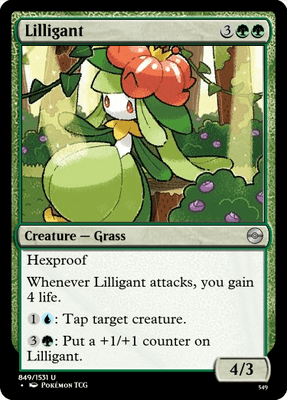 Lilligant 3
Creature — Grass
Hexproof
Whenever Lilligant attacks, you gain
4 life.
1 : Tap target creature.
3 : Put a +1/+1 counter on
Lilligant.
4/3
849/1531 U
• Pokémon TCG
549